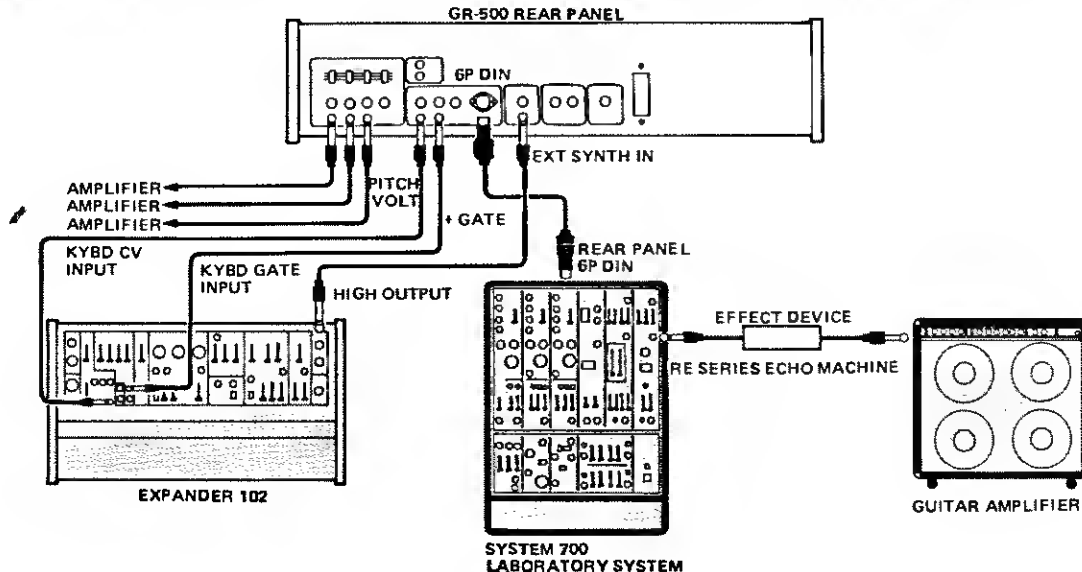 GR-500 REAR PANEL
6P DIN
EXT SYNTH IN
AMPLIFIER
AMPLIFIER
AMPLIFIER
PITCH
VOLT
+ GATE
KYBD CV
INPUT
KYBD GATE
INPUT
HIGH OUTPUT
REAR PANEL
6P DIN
EFFECT DEVICE
RE SERIES ECHO MACHINE
EXPANDER 102
GUITAR AMPLIFIER
SYSTEM 700
LABORATORY SYSTEM